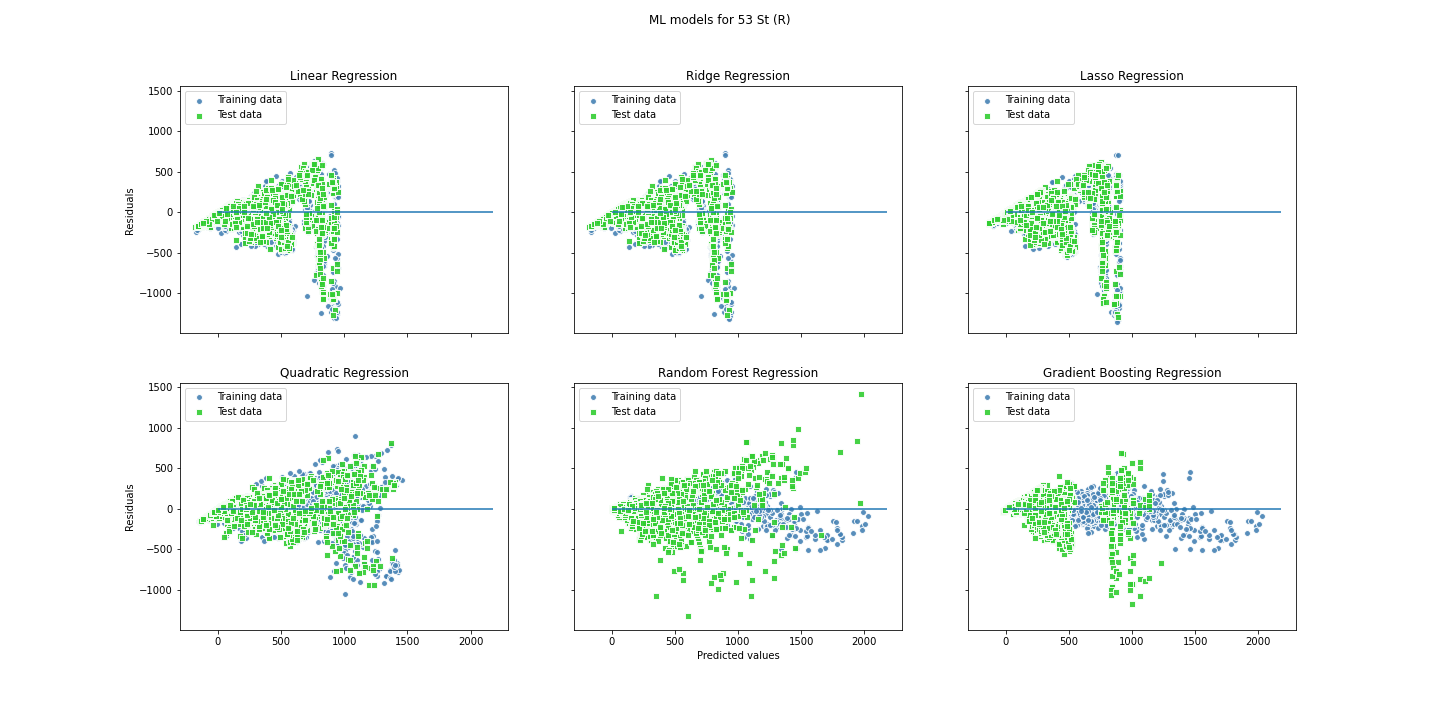 ML models for 53 St (R)
Linear Regression
Ridge Regression
Lasso Regression
Training data
Test data
Training data
Test data
Training data
Test data
1500
1000
500
0
−500
−1000
Residuals
Quadratic Regression
Random Forest Regression
Gradient Boosting Regression
Training data
Test data
Training data
Test data
Training data
Test data
1500
1000
500
0
−500
−1000
Residuals
0 500 1000 1500 2000
0 500 1000 1500 2000
0 500 1000 1500 2000
Predicted values